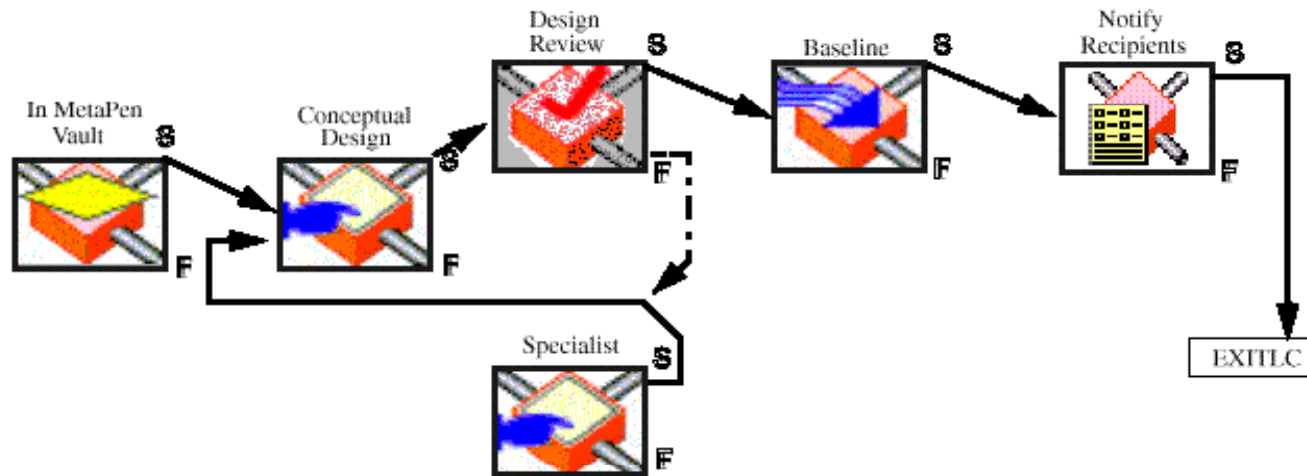 In MetaPen
Vault
S
F
Conceptual
Design
S
F
Design
Review
S
F
Baseline
S
F
Notify
Recipients
S
F
Specialist
S
F
EXITLC